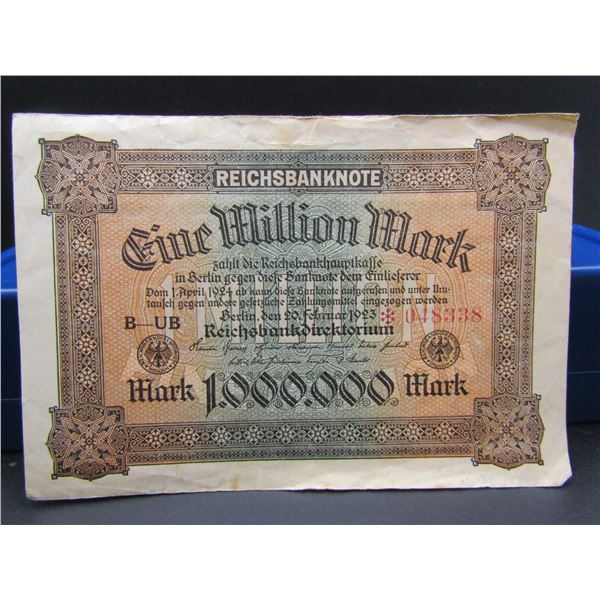 REICHSBANKNOTE
Eine Million Mark
zahlt die Reichsbankhauptkasse
in Berlin gegen diese Banknote dem Einlieferer
Vom 1. April 1924 ab kann diese Banknote aufgerufen und unter Um-
tausch gegen andere gesetzliche Zahlungsmittel eingezogen werden
Berlin, den 20. Februar 1923 * 048338
B–UB Reichsbankdirektorium
Mark 1.000.000 Mark